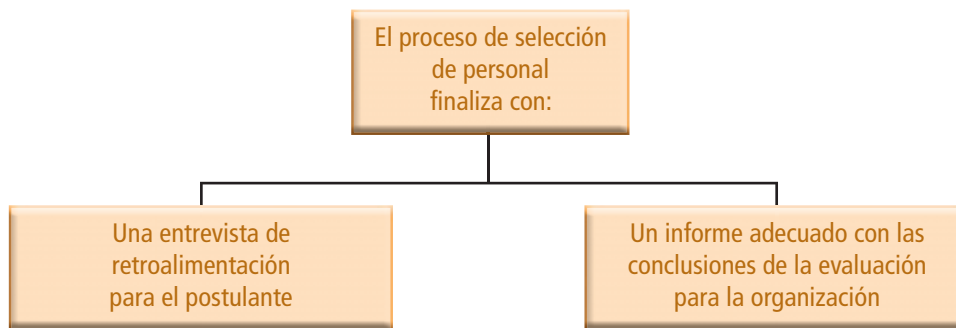 El proceso de selección
de personal
finaliza con:
Una entrevista de
retroalimentación
para el postulante
Un informe adecuado con las
conclusiones de la evaluación
para la organización